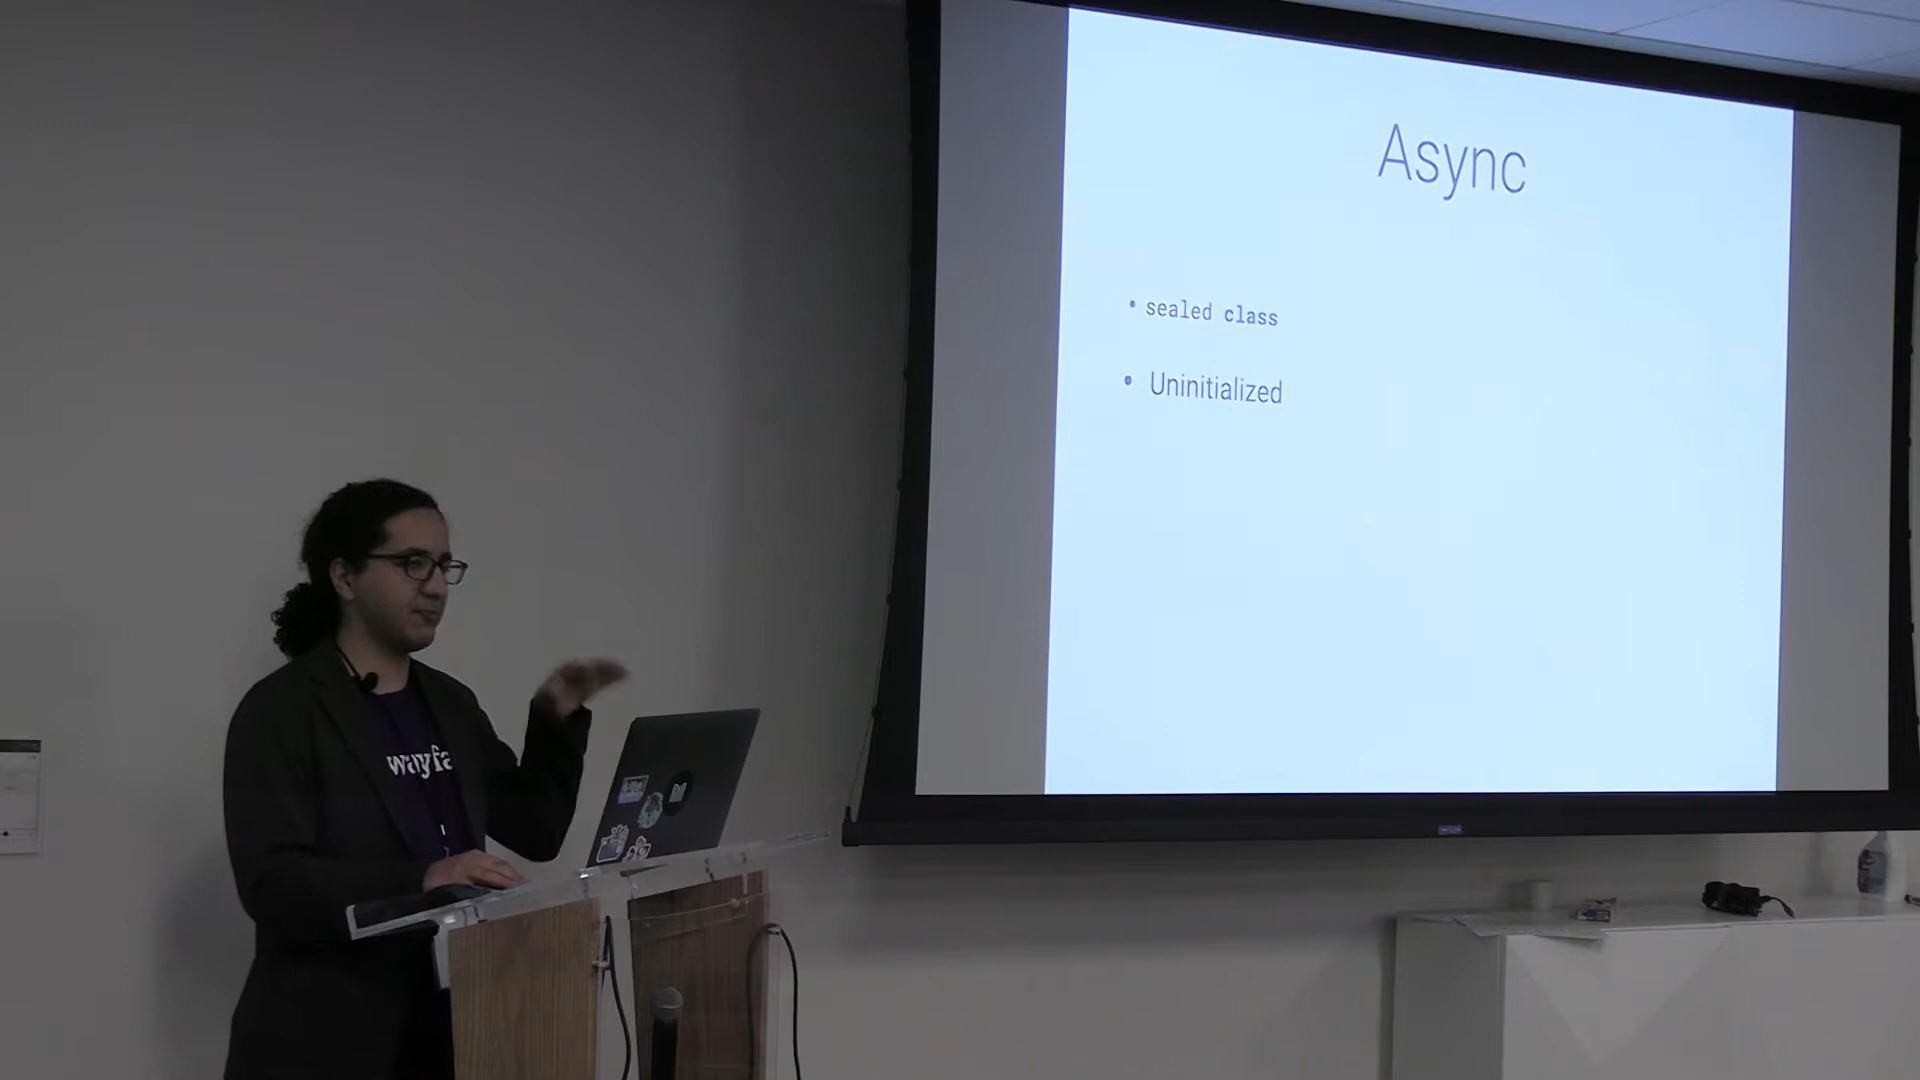 Async
• sealed class
• Uninitialized
wayfa